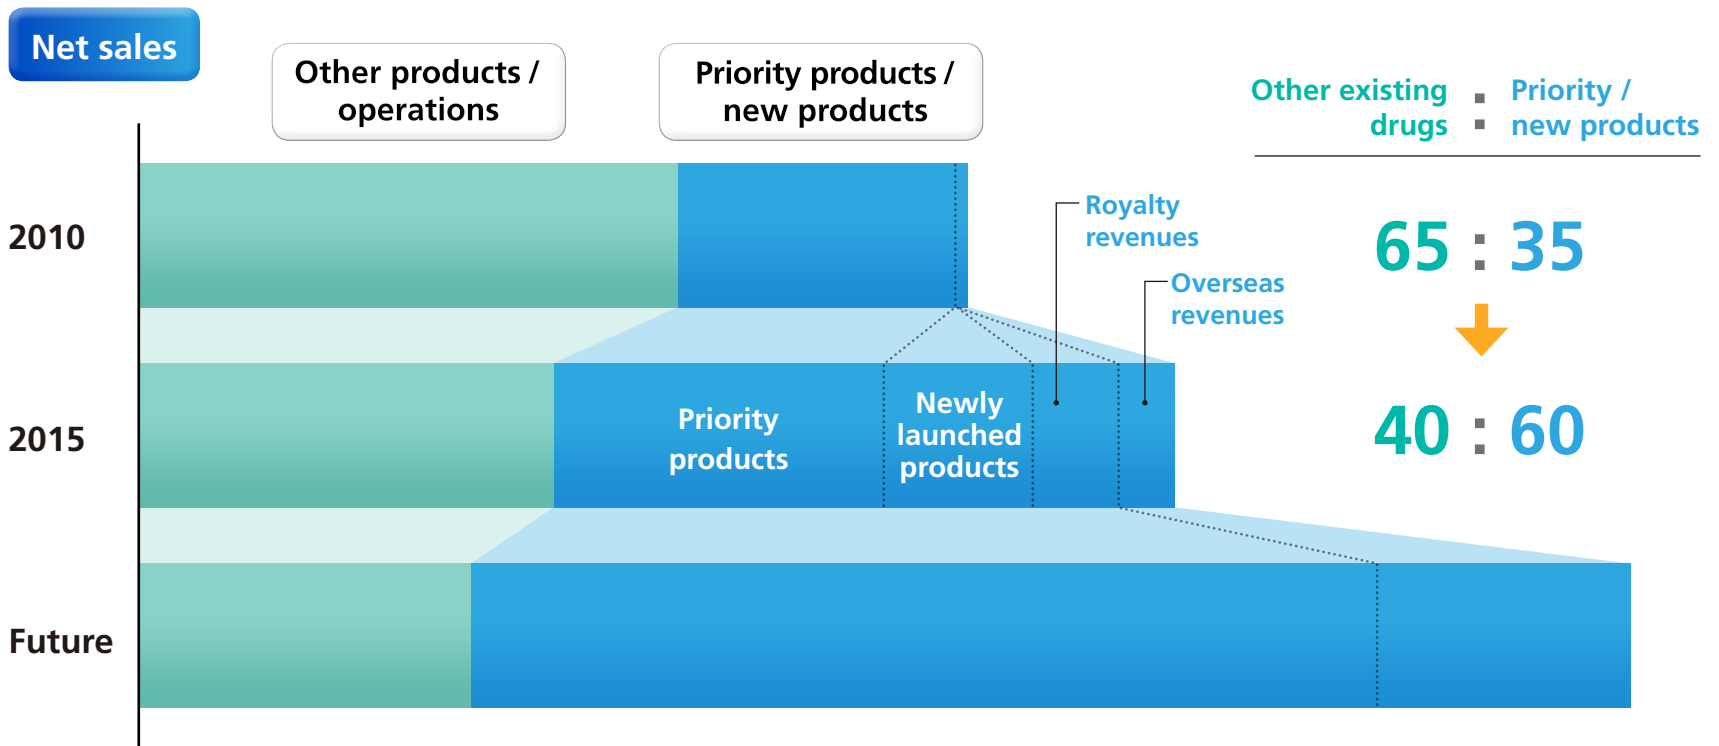 Net sales
Other products /
operations
Priority products /
new products
Other existing
drugs
:
Priority /
new products
2010
Royalty
revenues
Overseas
revenues
65 : 35
2015
Priority
products
Newly
launched
products
40 : 60
Future